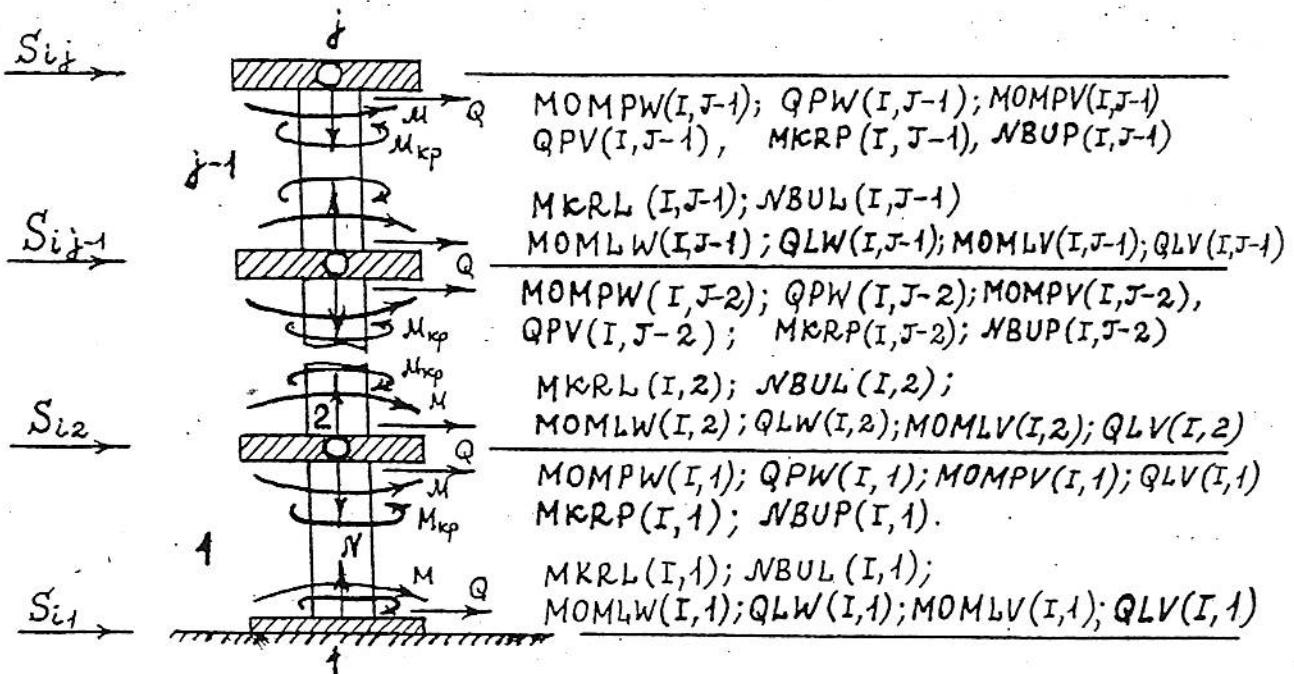 j
S i j
M Q
MOMPW(I,J-1); QPW(I,J-1); MOMPV(I,J-1)
Mкр
QPV(I,J-1), MKRP(I,J-1), NBUP(I,J-1)
j-1
MKRL(I,J-1); NBUL(I,J-1)
S i j-1
Q
MOMLW(I,J-1); QLW(I,J-1); MOMLV(I,J-1); QLV(I,J-1)
MOMPW(I,J-2); QPW(I,J-2); MOMPV(I,J-2),
Mкр
QPV(I,J-2); MKRP(I,J-2); NBUP(I,J-2)
Mкр
MKRL(I,2); NBUL(I,2);
M
S i 2
2
Q
MOMLW(I,2); QLW(I,2); MOMLV(I,2); QLV(I,2)
Q
M
MOMPW(I,1); QPW(I,1); MOMPV(I,1); QLV(I,1)
Mкр
MKRP(I,1); NBUP(I,1).
1
N
M Q
MKRL(I,1); NBUL(I,1);
S i 1
MOMLW(I,1); QLW(I,1); MOMLV(I,1); QLV(I,1)
1